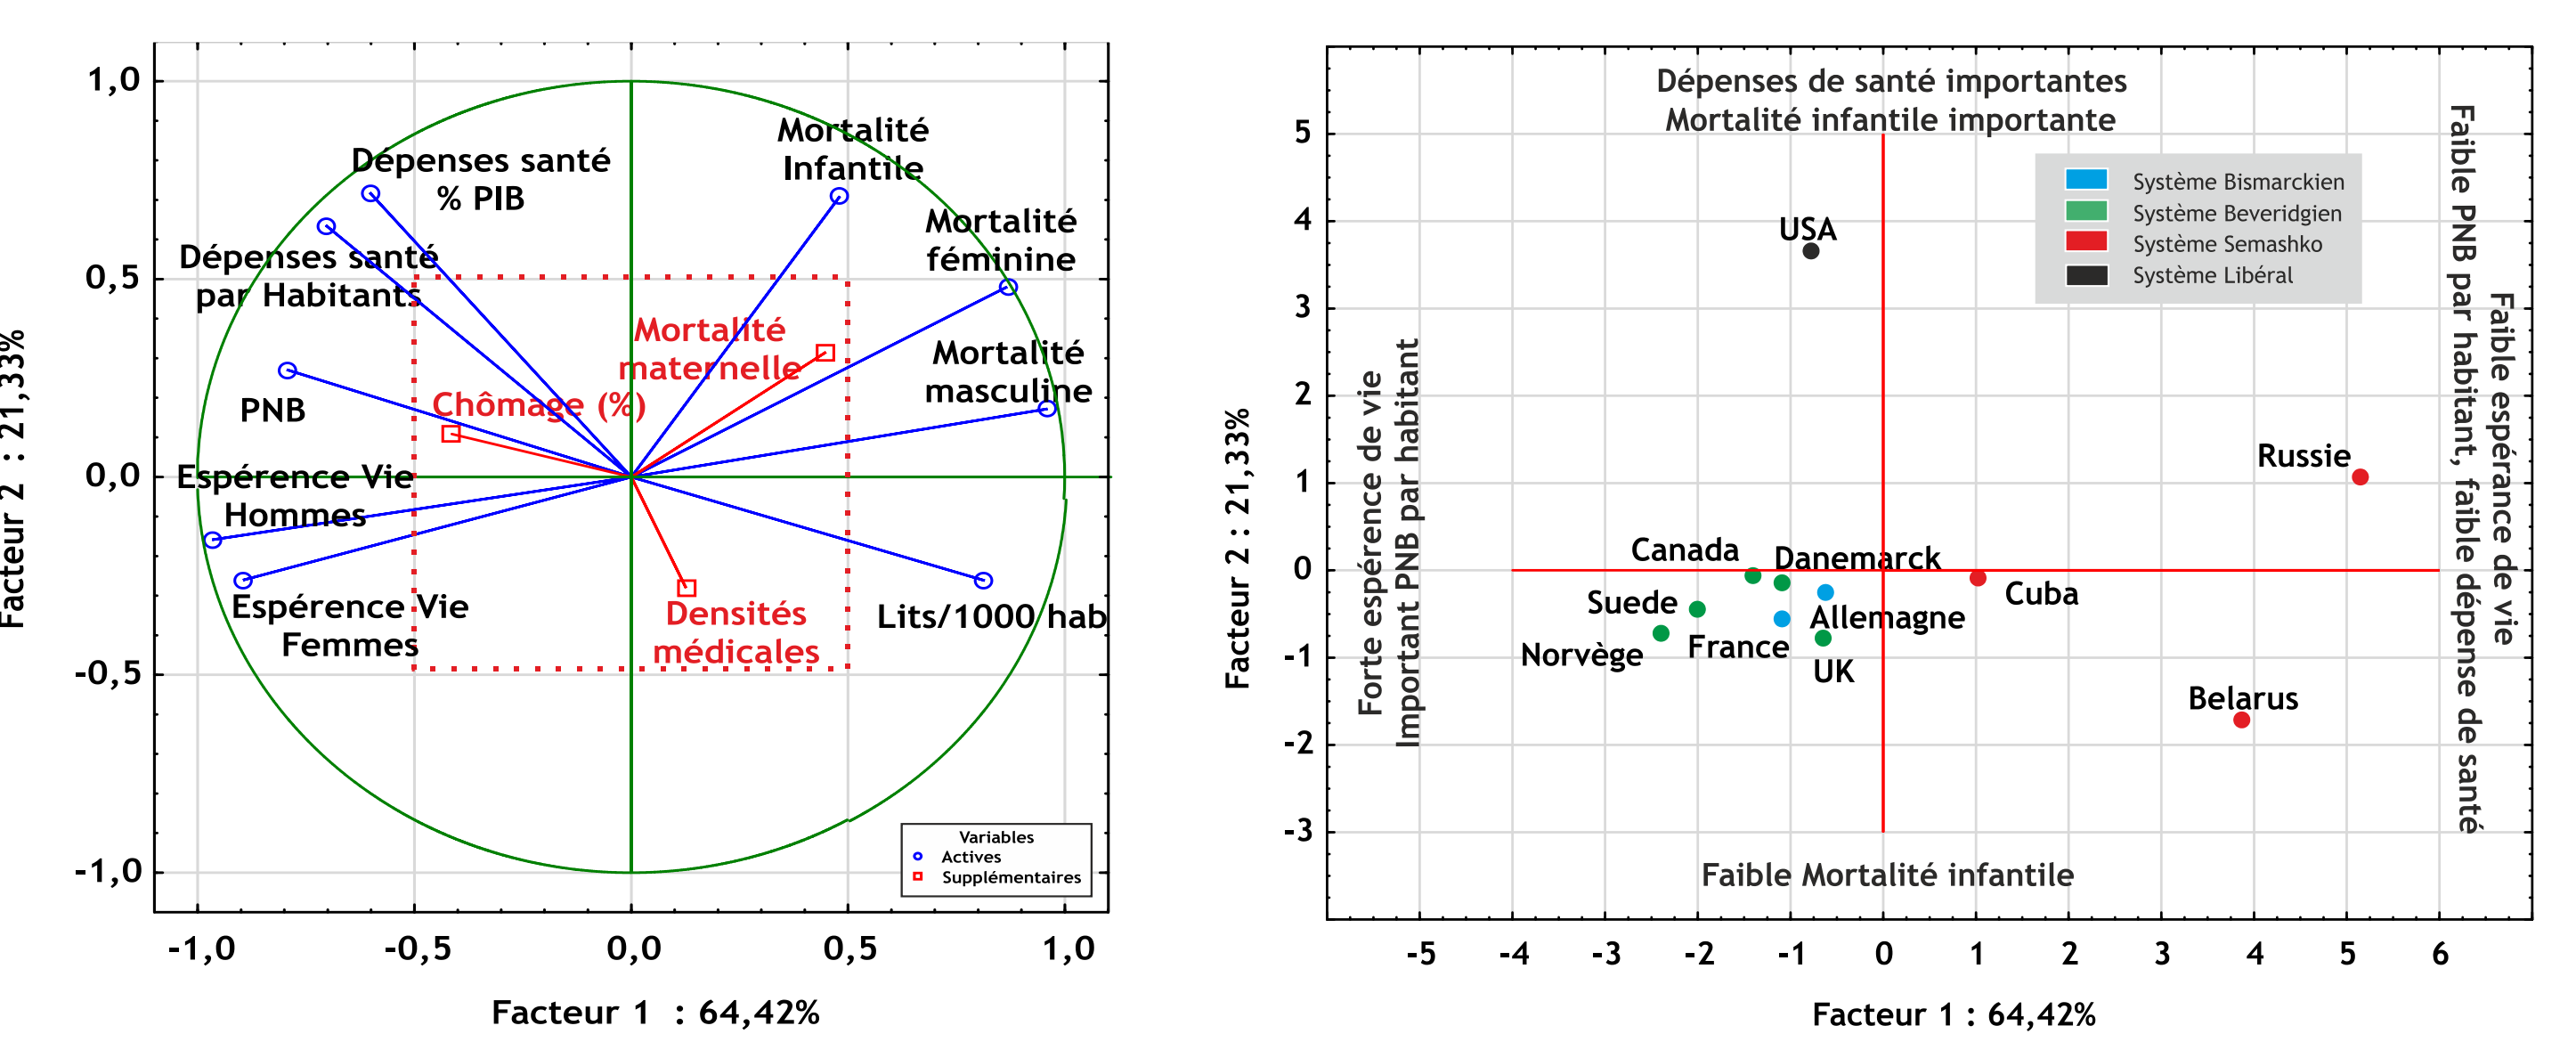 1,0
0,5
0,0
-0,5
-1,0
Facteur 2 : 21,33%
Mortalité
Infantile
Dépenses santé
% PIB
Mortalité
féminine
Dépenses santé
par Habitants
Mortalité
maternelle
Mortalité
masculine
Chômage (%)
PNB
Espérence Vie
Hommes
Espérence Vie
Femmes
Densités
médicales
Lits/1000 hab
Variables
Actives
Supplémentaires
-1,0
-0,5
0,0
0,5
1,0
Facteur 1 : 64,42%
Dépenses de santé importantes
Mortalité infantile importante
5
4
3
2
1
0
-1
-2
-3
Facteur 2 : 21,33%
Forte espérence de vie
Important PNB par habitant
Système Bismarckien
Système Beveridgien
Système Semashko
Système Libéral
USA
Russie
Canada
Danemarck
Suede
Cuba
Allemagne
Norvège
France
UK
Belarus
Faible PNB par habitant, faible dépense de santé
Faible espérance de vie
Faible Mortalité infantile
-5
-4
-3
-2
-1
0
1
2
3
4
5
6
Facteur 1 : 64,42%